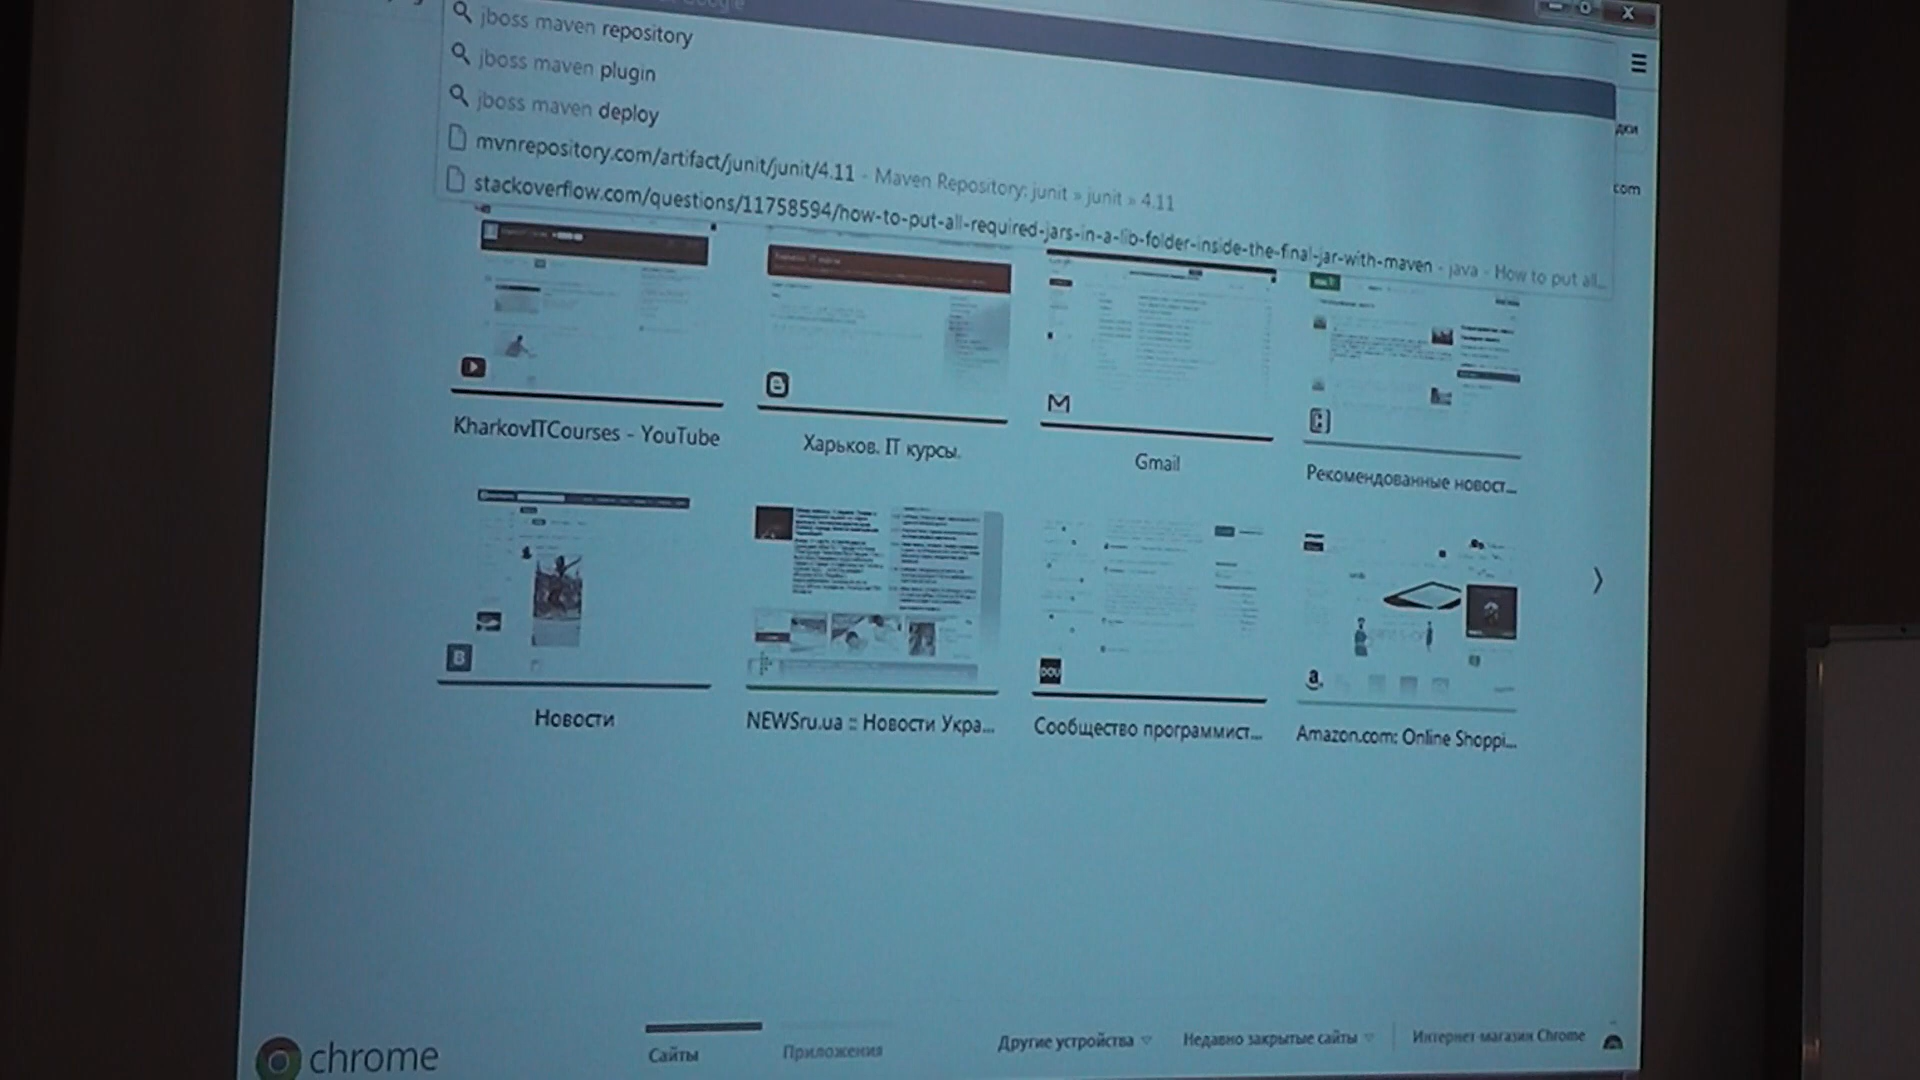 Google
jboss maven repository
jboss maven plugin
jboss maven deploy
mvnrepository.com/artifact/junit/junit/4.11 - Maven Repository: junit » junit » 4.11
stackoverflow.com/questions/11758594/how-to-put-all-required-jars-in-a-lib-folder-inside-the-final-jar-with-maven - java - How to put all...
дки
com
KharkovITCourses - YouTube
Харьков. IT курсы.
Gmail
Рекомендованные новост...
Новости
NEWSru.ua :: Новости Укра...
Сообщество программист...
Amazon.com: Online Shoppi...
chrome
Сайты
Приложения
Другие устройства
Недавно закрытые сайты
Интернет-магазин Chrome